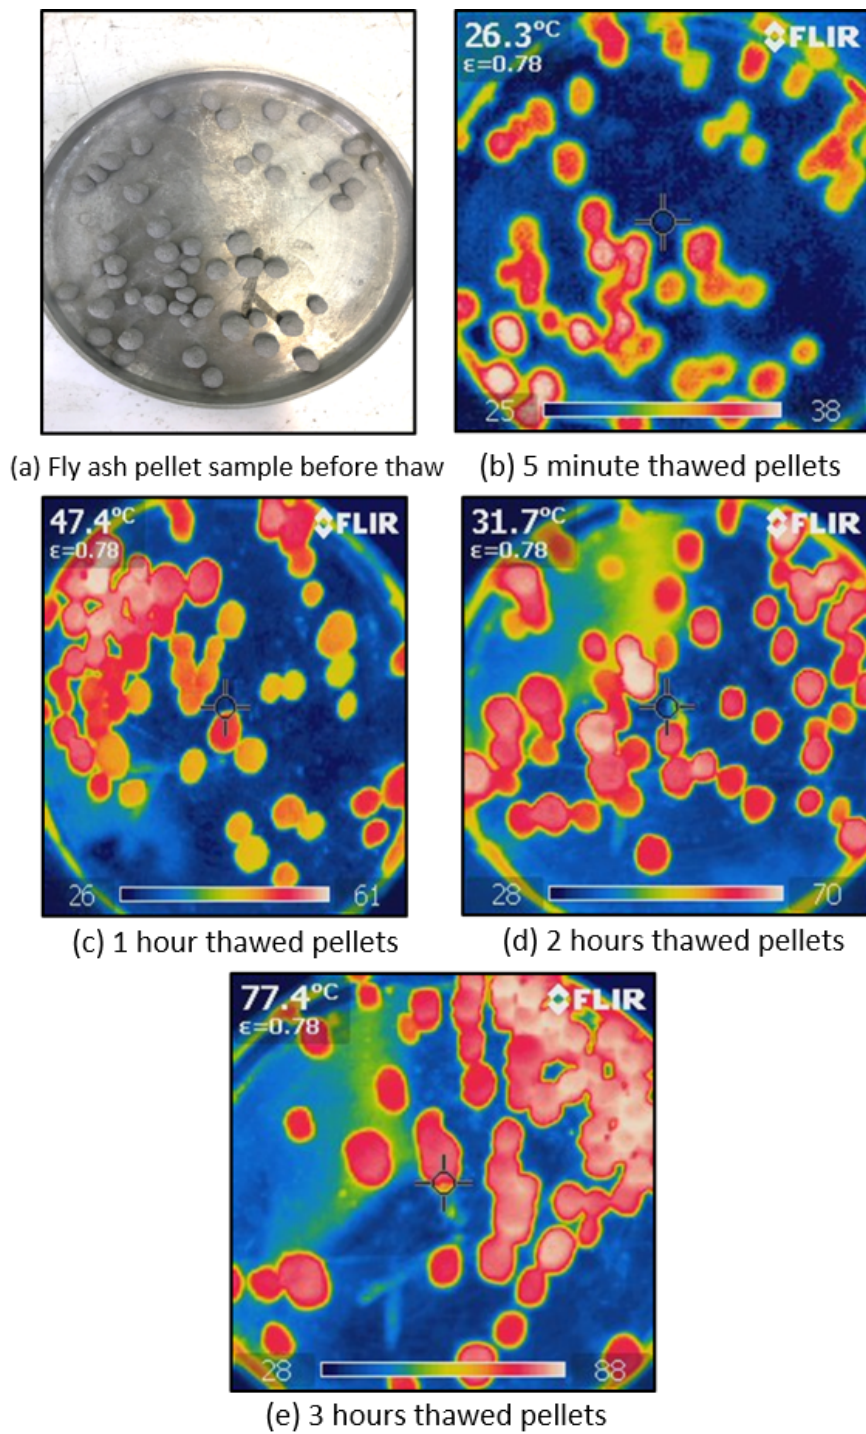 26.3°C
FLIR
ε=0.78
25 38
(a) Fly ash pellet sample before thaw
(b) 5 minute thawed pellets
47.4°C
FLIR
ε=0.78
26 61
31.7°C
FLIR
ε=0.78
28 70
(c) 1 hour thawed pellets
(d) 2 hours thawed pellets
77.4°C
FLIR
ε=0.78
28 88
(e) 3 hours thawed pellets